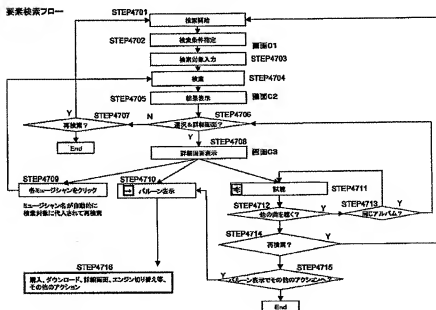 要素検索フロー
STEP4701
検索開始
STEP4702
検索条件指定
画面C1
検索対象入力
STEP4703
検索
STEP4704
STEP4705
結果表示
画面C2
STEP4707
N
STEP4706
Y
再検索?
選択&詳細画面?
Y
STEP4708
End
詳細画面表示
画面C3
STEP4709
STEP4710
各ミュージシャンをクリック
バルーン表示
試聴
STEP4711
ミュージシャン名が自動的に
検索対象に代入されて再検索
STEP4712
STEP4713
他の曲を聴く?
Y
同じアルバム?
STEP4714
再検索?
Y
STEP4715
STEP4716
Y
バルーン表示でその他のアクションへ?
購入、ダウンロード、詳細画面、エンジン切り替え等、
その他のアクション
End